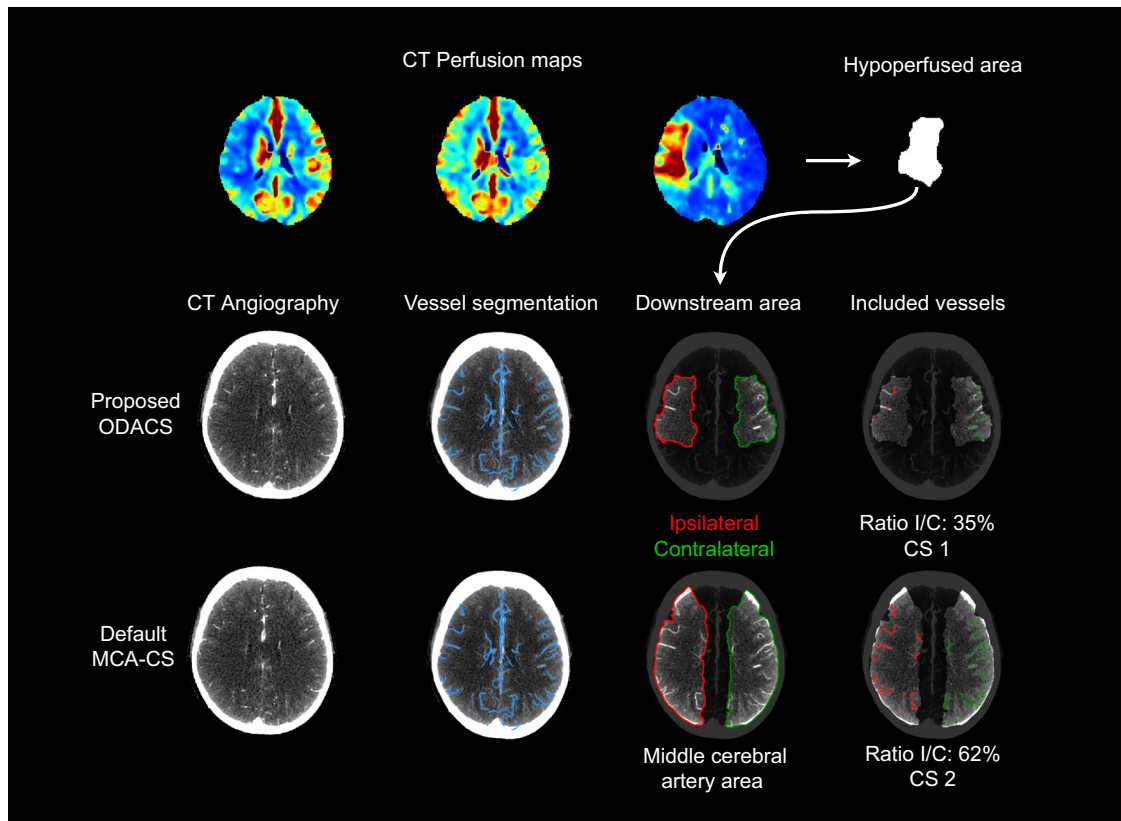 CT Perfusion maps
Hypoperfused area
CT Angiography
Vessel segmentation
Downstream area
Included vessels
Proposed
ODACS
Ipsilateral
Contralateral
Ratio I/C: 35%
CS 1
Default
MCA-CS
Middle cerebral
artery area
Ratio I/C: 62%
CS 2